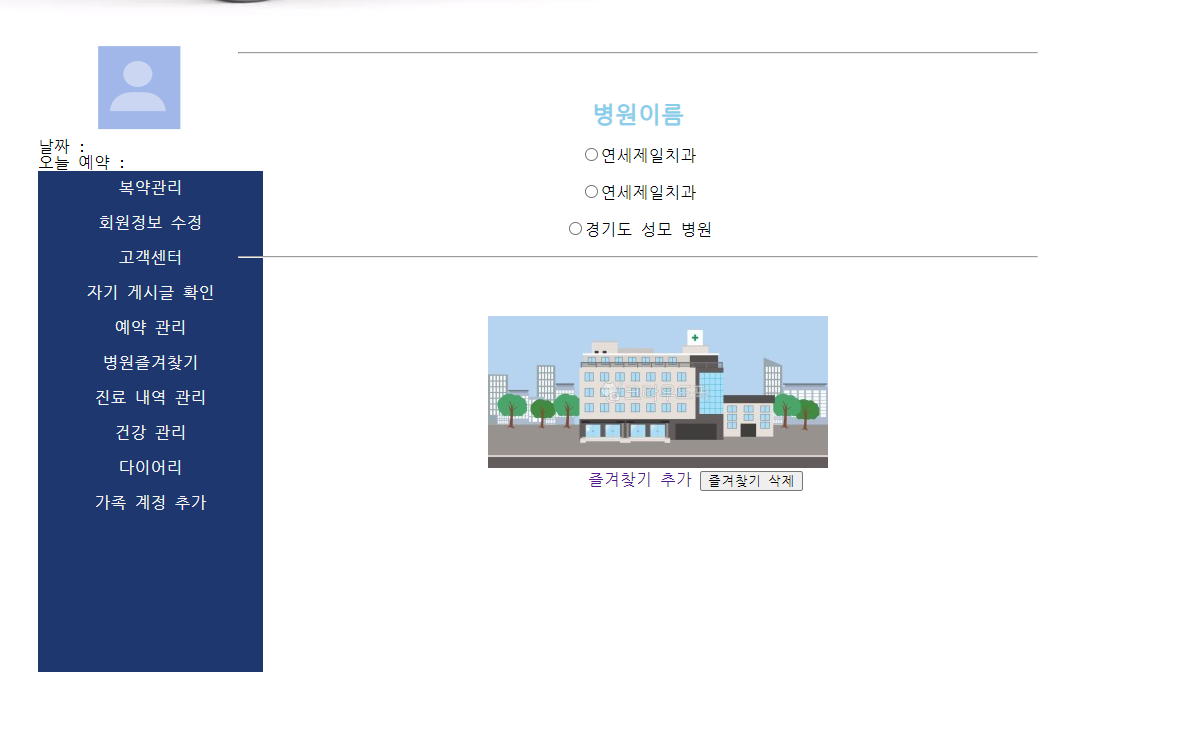 날짜 :
오늘 예약 :
복약관리
회원정보 수정
고객센터
자기 게시글 확인
예약 관리
병원즐겨찾기
진료 내역 관리
건강 관리
다이어리
가족 계정 추가
병원이름
연세제일치과
연세제일치과
경기도 성모 병원
즐겨찾기 추가 즐겨찾기 삭제